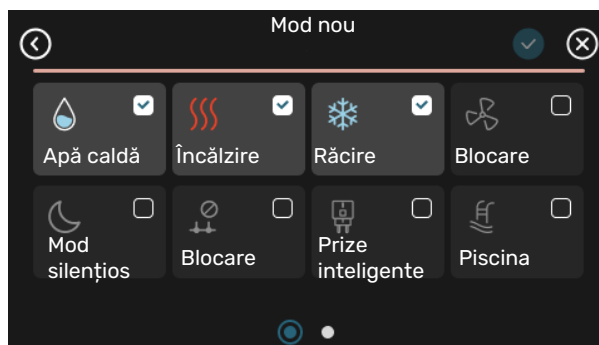 Mod nou
Apă caldă
Încălzire
Răcire
Blocare
Mod
silențios
Blocare
Prize
inteligente
Piscina